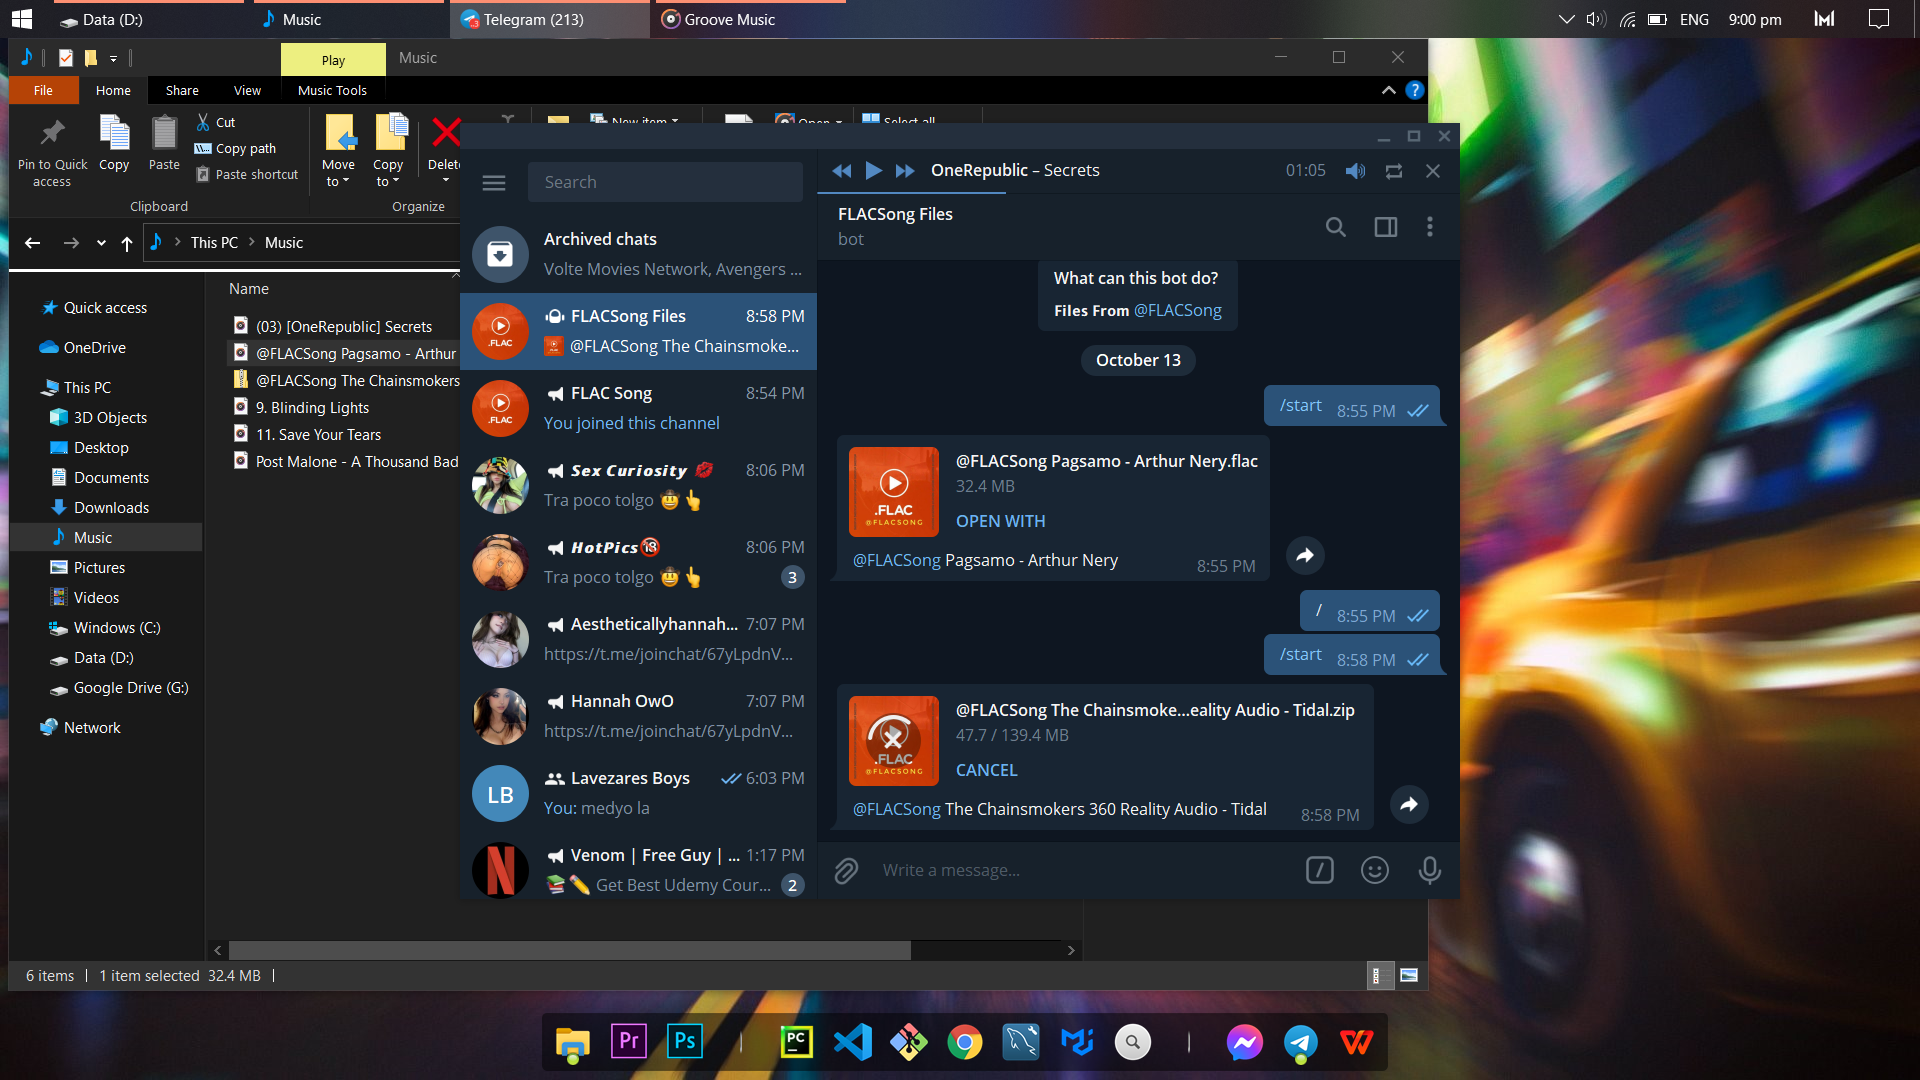 Data (D:)
Music
Telegram (213)
Groove Music
ENG
9:00 pm
Play
Music
File
Home
Share
View
Music Tools
Pin to Quick access
Copy
Paste
Cut
Copy path
Paste shortcut
Move to
Copy to
Delete
New item
Open
Select all
Clipboard
Organize
This PC
Music
Name
Quick access
OneDrive
This PC
3D Objects
Desktop
Documents
Downloads
Music
Pictures
Videos
Windows (C:)
Data (D:)
Google Drive (G:)
Network
(03) [OneRepublic] Secrets
@FLACSong Pagsamo - Arthur
@FLACSong The Chainsmokers
9. Blinding Lights
11. Save Your Tears
Post Malone - A Thousand Bad
6 items
1 item selected 32.4 MB
Search
Archived chats
Volte Movies Network, Avengers ...
FLACSong Files 8:58 PM
@FLACSong The Chainsmoke...
.FLAC
FLAC Song 8:54 PM
You joined this channel
.FLAC
Sex Curiosity 💋 8:06 PM
Tra poco tolgo 🤠👆
HotPics🔞 8:06 PM
Tra poco tolgo 🤠👆 3
Aestheticallyhannah... 7:07 PM
https://t.me/joinchat/67yLpdnV...
Hannah OwO 7:07 PM
https://t.me/joinchat/67yLpdnV...
LB
Lavezares Boys 6:03 PM
You: medyo la
Venom | Free Guy | ... 1:17 PM
📚✏️ Get Best Udemy Cour... 2
OneRepublic – Secrets
01:05
FLACSong Files
bot
What can this bot do?
Files From @FLACSong
October 13
/start 8:55 PM
.FLAC
@FLACSONG
@FLACSong Pagsamo - Arthur Nery.flac
32.4 MB
OPEN WITH
@FLACSong Pagsamo - Arthur Nery
8:55 PM
/ 8:55 PM
/start 8:58 PM
.FLAC
@FLACSONG
@FLACSong The Chainsmoke...eality Audio - Tidal.zip
47.7 / 139.4 MB
CANCEL
@FLACSong The Chainsmokers 360 Reality Audio - Tidal
8:58 PM
Write a message...
Pr
Ps
PC